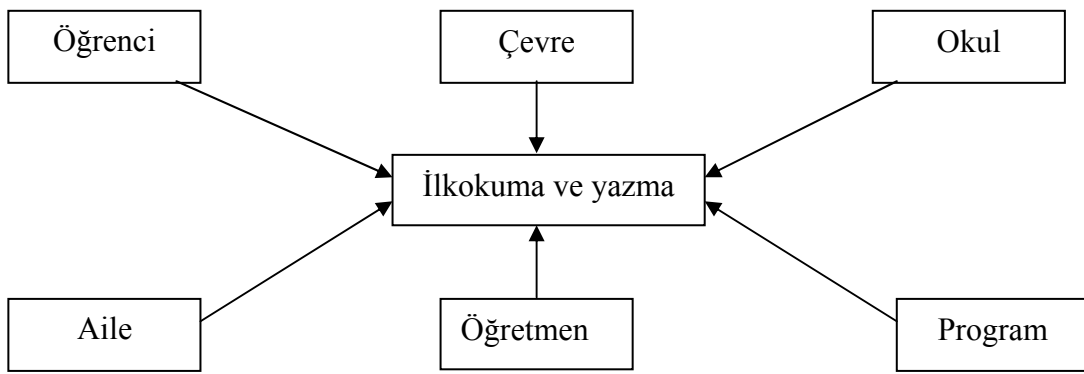 Öğrenci
Çevre
Okul
İlkokuma ve yazma
Aile
Öğretmen
Program